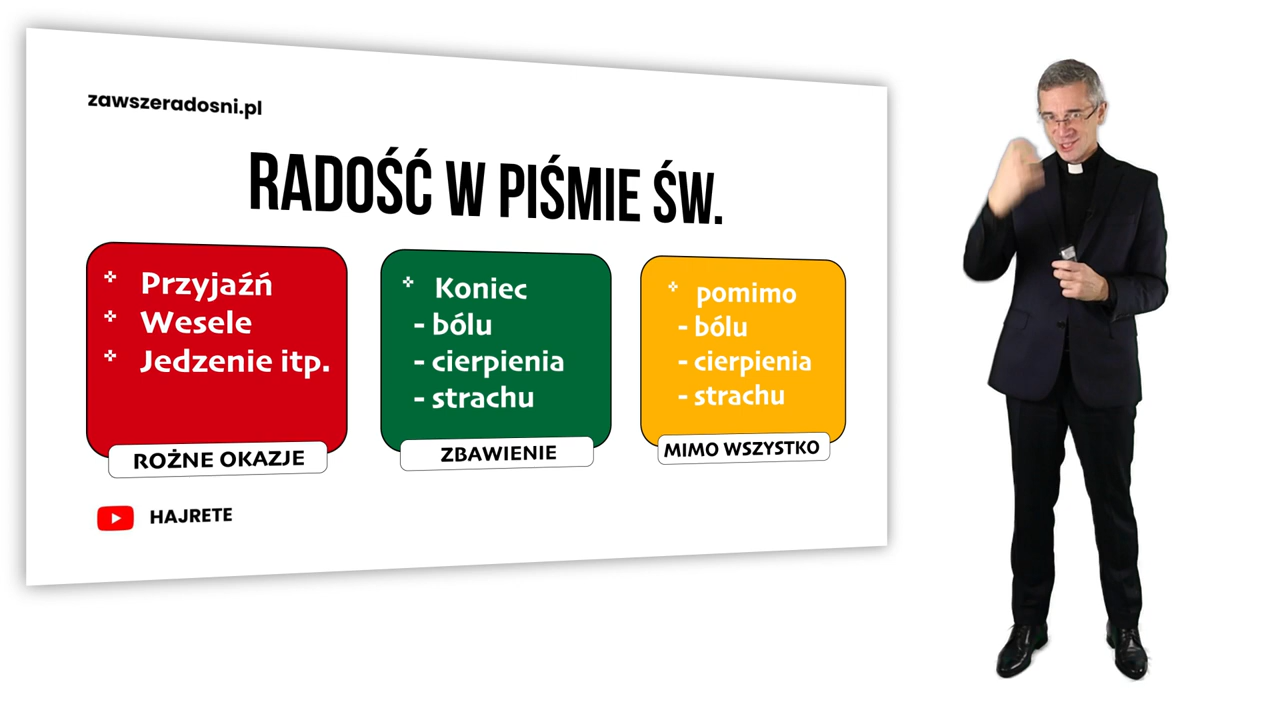 zawszeradosni.pl
RADOŚĆ W PIŚMIE ŚW.
Przyjaźń
Wesele
Jedzenie itp.
ROŻNE OKAZJE
Koniec
- bólu
- cierpienia
- strachu
ZBAWIENIE
pomimo
- bólu
- cierpienia
- strachu
MIMO WSZYSTKO
HAJRETE